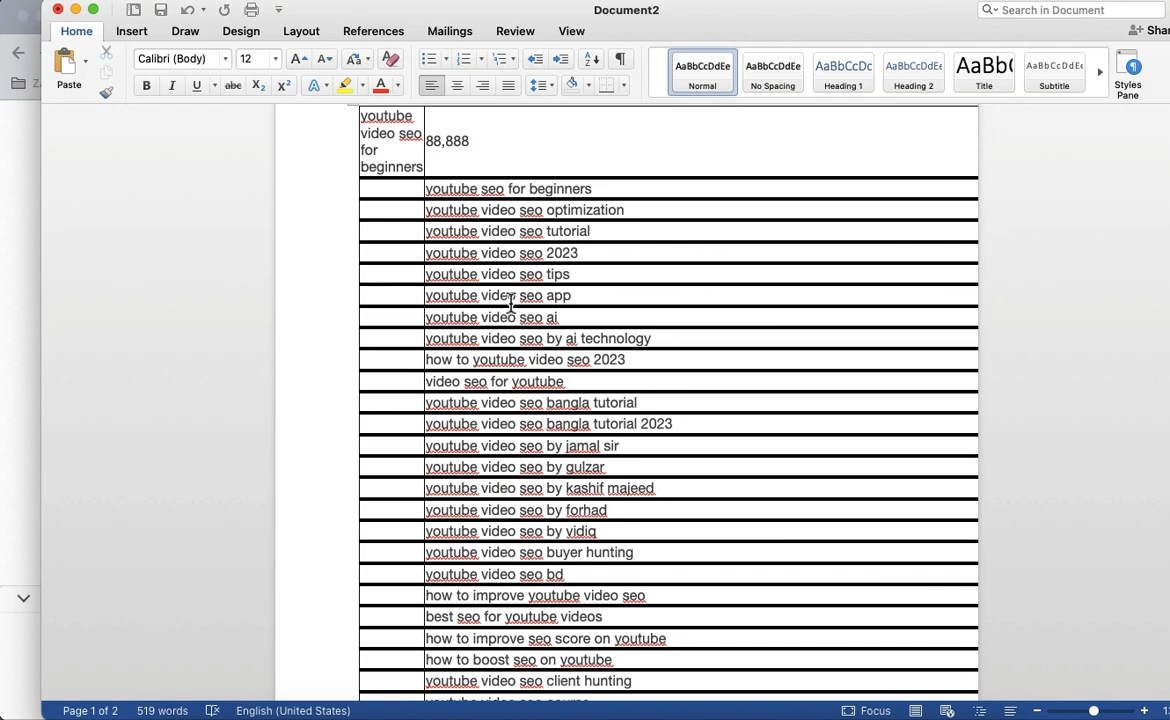 Document2
Search in Document
Home Insert Draw Design Layout References Mailings Review View
Paste
Calibri (Body) 12
AaBbCcDdEe AaBbCcDdEe AaBbCcDc AaBbCcDdEe AaBb( AaBbCcDdEe
Normal No Spacing Heading 1 Heading 2 Title Subtitle
Styles
Pane
youtube
video seo
for
beginners
88,888
youtube seo for beginners
youtube video seo optimization
youtube video seo tutorial
youtube video seo 2023
youtube video seo tips
youtube video seo app
youtube video seo ai
youtube video seo by ai technology
how to youtube video seo 2023
video seo for youtube
youtube video seo bangla tutorial
youtube video seo bangla tutorial 2023
youtube video seo by jamal sir
youtube video seo by gulzar
youtube video seo by kashif majeed
youtube video seo by forhad
youtube video seo by vidiq
youtube video seo buyer hunting
youtube video seo bd
how to improve youtube video seo
best seo for youtube videos
how to improve seo score on youtube
how to boost seo on youtube
youtube video seo client hunting
Page 1 of 2 519 words English (United States) Focus